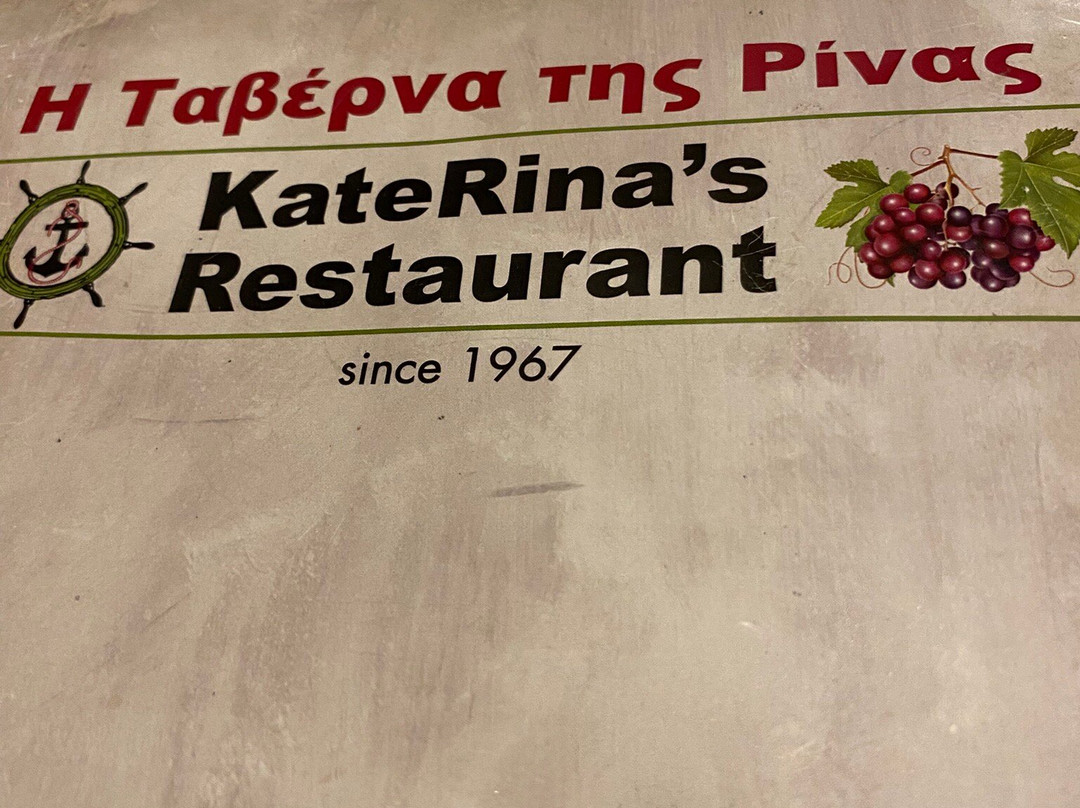 Η Ταβέρνα της Ρίνας
KateRina's
Restaurant
since 1967